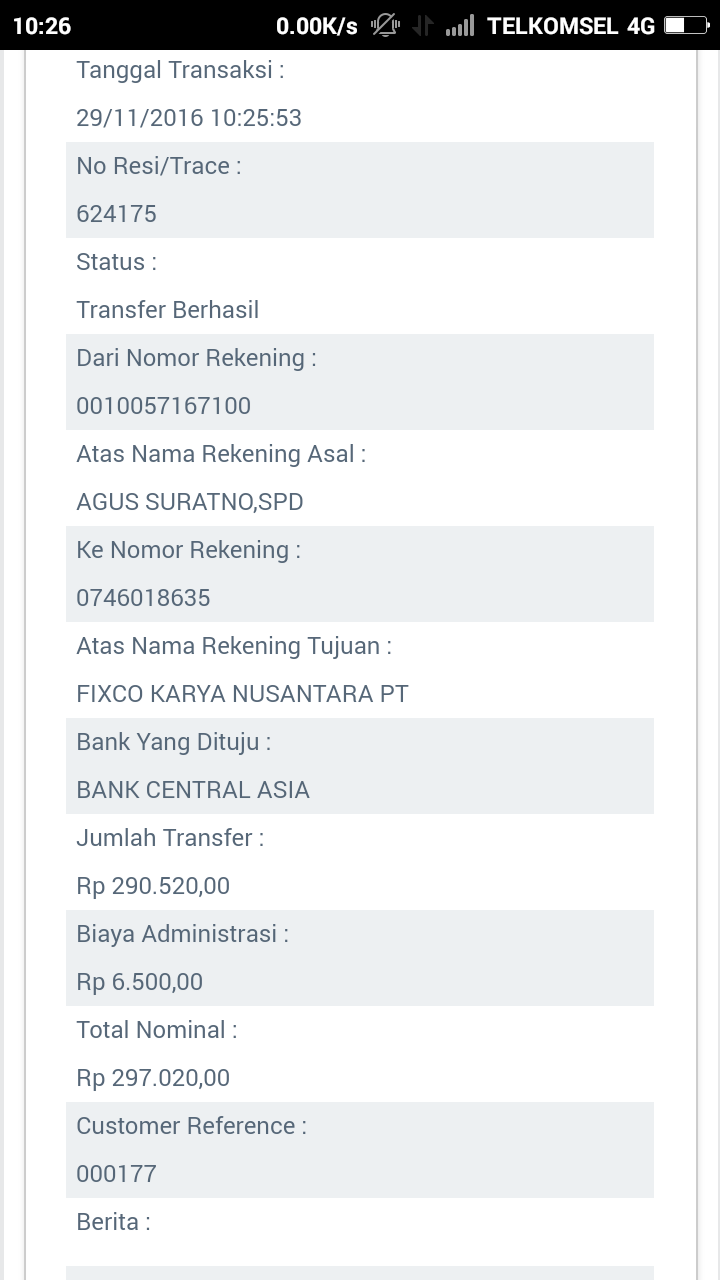 10:26 0.00K/s TELKOMSEL 4G
Tanggal Transaksi :
29/11/2016 10:25:53
No Resi/Trace :
624175
Status :
Transfer Berhasil
Dari Nomor Rekening :
0010057167100
Atas Nama Rekening Asal :
AGUS SURATNO,SPD
Ke Nomor Rekening :
0746018635
Atas Nama Rekening Tujuan :
FIXCO KARYA NUSANTARA PT
Bank Yang Dituju :
BANK CENTRAL ASIA
Jumlah Transfer :
Rp 290.520,00
Biaya Administrasi :
Rp 6.500,00
Total Nominal :
Rp 297.020,00
Customer Reference :
000177
Berita :